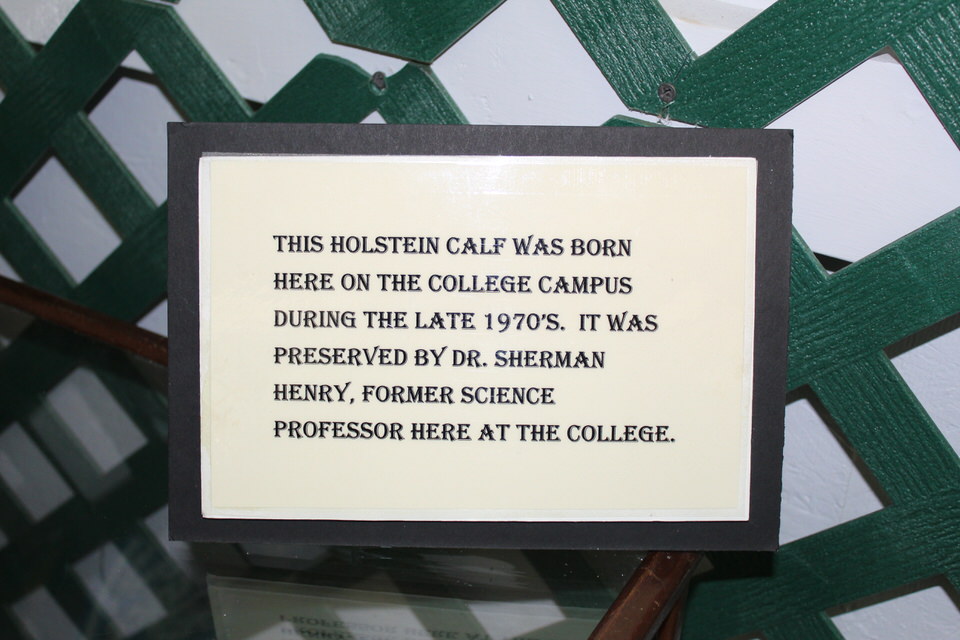 THIS HOLSTEIN CALF WAS BORN
HERE ON THE COLLEGE CAMPUS
DURING THE LATE 1970'S. IT WAS
PRESERVED BY DR. SHERMAN
HENRY, FORMER SCIENCE
PROFESSOR HERE AT THE COLLEGE.